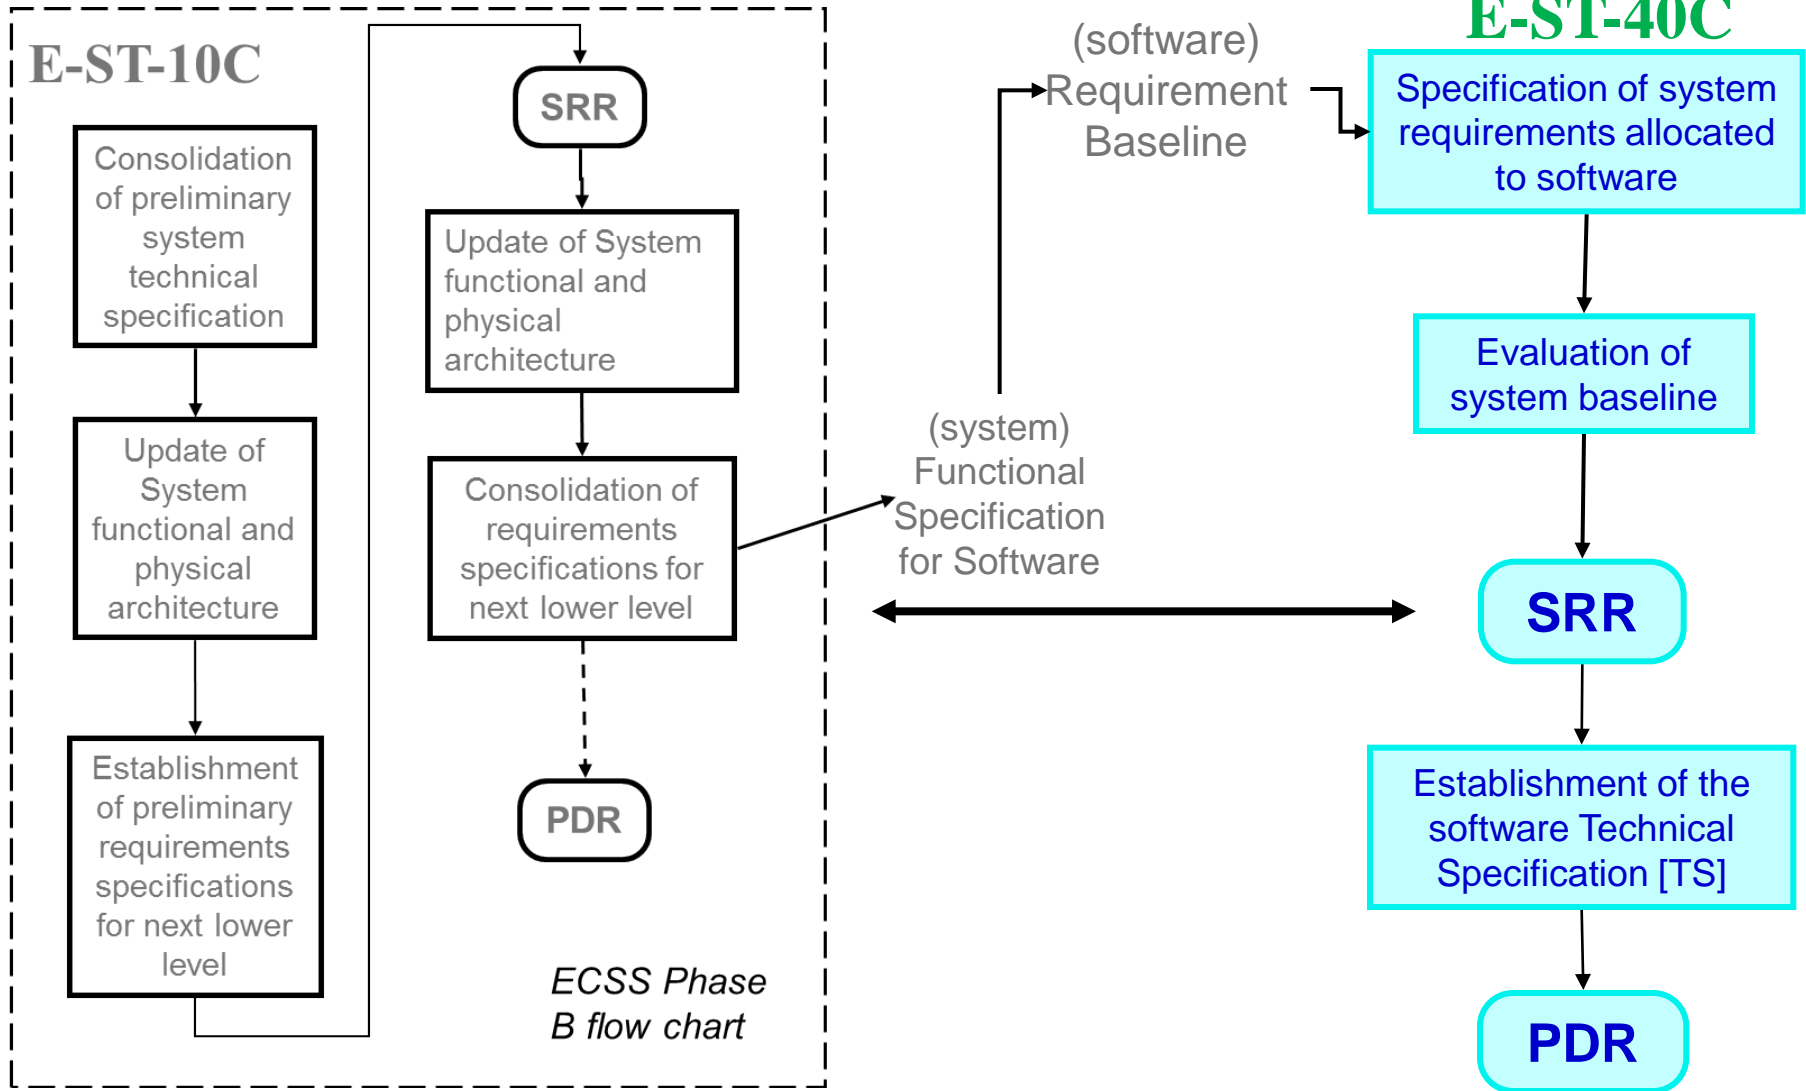 E-ST-10C
Consolidation
of preliminary
system
technical
specification
Update of
System
functional and
physical
architecture
Establishment
of preliminary
requirements
specifications
for next lower
level
SRR
Update of System
functional and
physical
architecture
Consolidation of
requirements
specifications for
next lower level
PDR
ECSS Phase
B flow chart
(system)
Functional
Specification
for Software
(software)
Requirement
Baseline
E-ST-40C
Specification of system
requirements allocated
to software
Evaluation of
system baseline
SRR
Establishment of the
software Technical
Specification [TS]
PDR